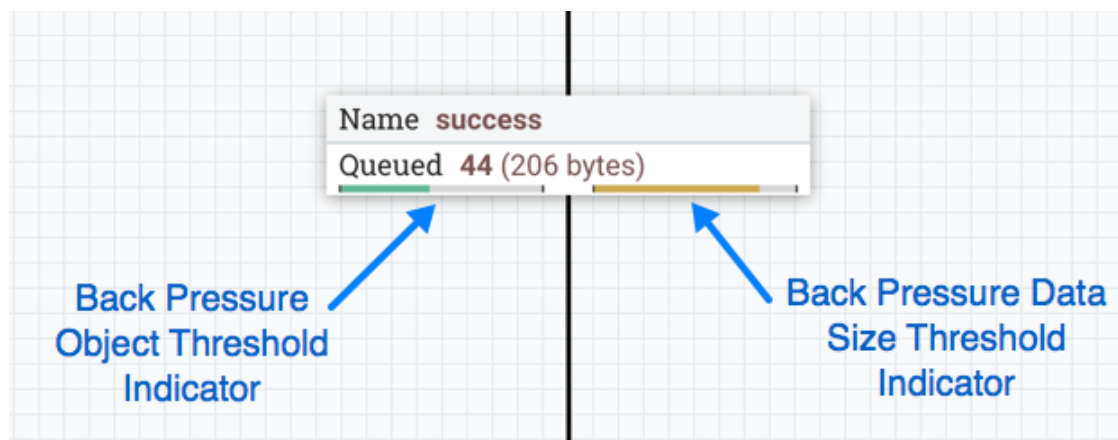 Name success
Queued 44 (206 bytes)
Back Pressure
Object Threshold
Indicator
Back Pressure Data
Size Threshold
Indicator